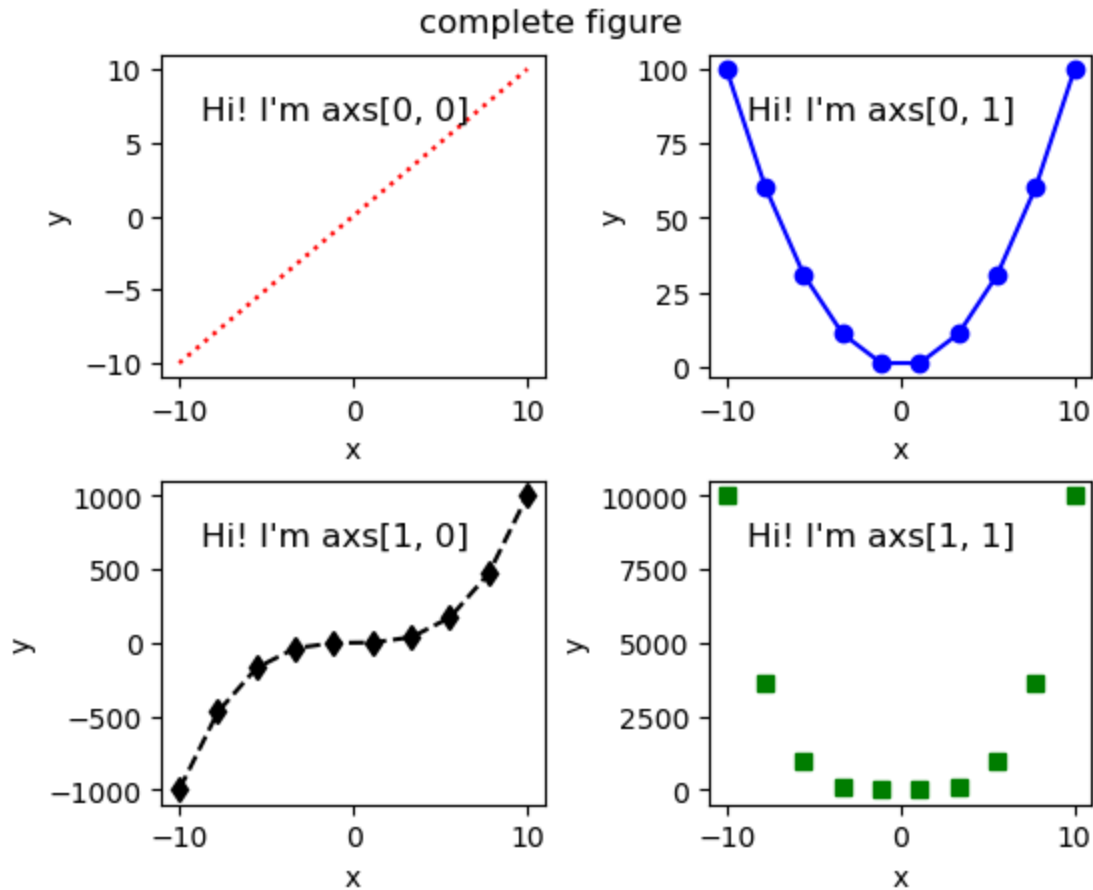 complete figure
10
5
0
−5
−10
y
Hi! I'm axs[0, 0]
−10 0 10
x
100
75
50
25
0
y
Hi! I'm axs[0, 1]
−10 0 10
x
1000
500
0
−500
−1000
y
Hi! I'm axs[1, 0]
−10 0 10
x
10000
7500
5000
2500
0
y
Hi! I'm axs[1, 1]
−10 0 10
x